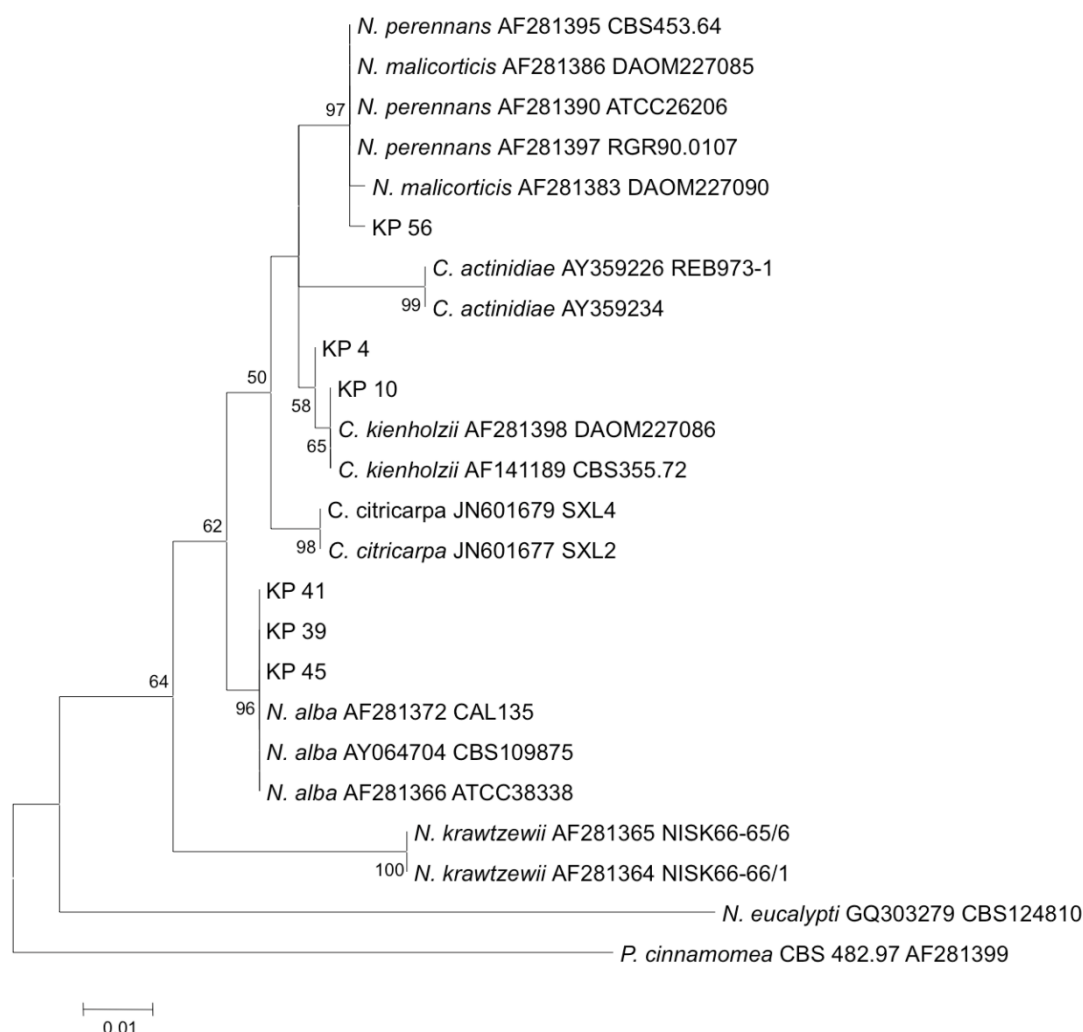 N. perennans AF281395 CBS453.64
N. malicorticis AF281386 DAOM227085
97
N. perennans AF281390 ATCC26206
N. perennans AF281397 RGR90.0107
N. malicorticis AF281383 DAOM227090
KP 56
C. actinidiae AY359226 REB973-1
99
C. actinidiae AY359234
KP 4
50
KP 10
58
C. kienholzii AF281398 DAOM227086
65
C. kienholzii AF141189 CBS355.72
C. citricarpa JN601679 SXL4
62
98
C. citricarpa JN601677 SXL2
KP 41
KP 39
KP 45
64
96
N. alba AF281372 CAL135
N. alba AY064704 CBS109875
N. alba AF281366 ATCC38338
N. krawtzewii AF281365 NISK66-65/6
100
N. krawtzewii AF281364 NISK66-66/1
N. eucalypti GQ303279 CBS124810
P. cinnamomea CBS 482.97 AF281399
0.01